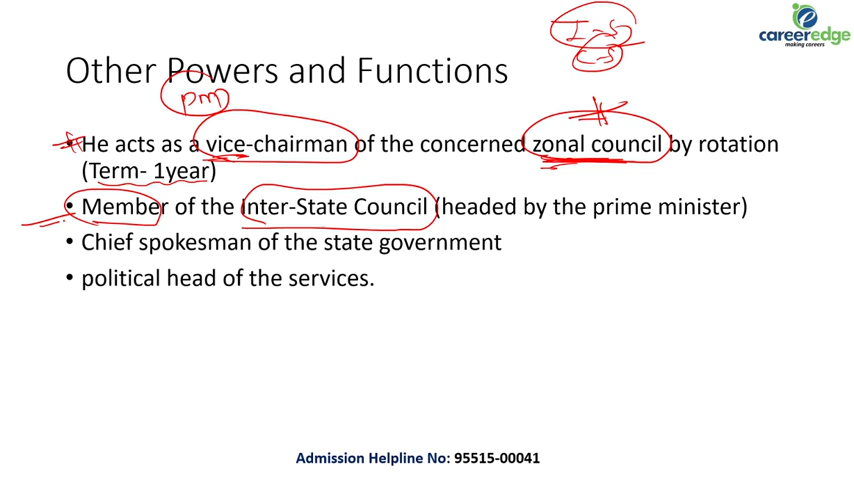 I-S
C-S
careeredge
making careers
Other Powers and Functions
pm
• He acts as a vice-chairman of the concerned zonal council by rotation
(Term- 1year)
• Member of the Inter-State Council (headed by the prime minister)
• Chief spokesman of the state government
• political head of the services.
Admission Helpline No: 95515-00041